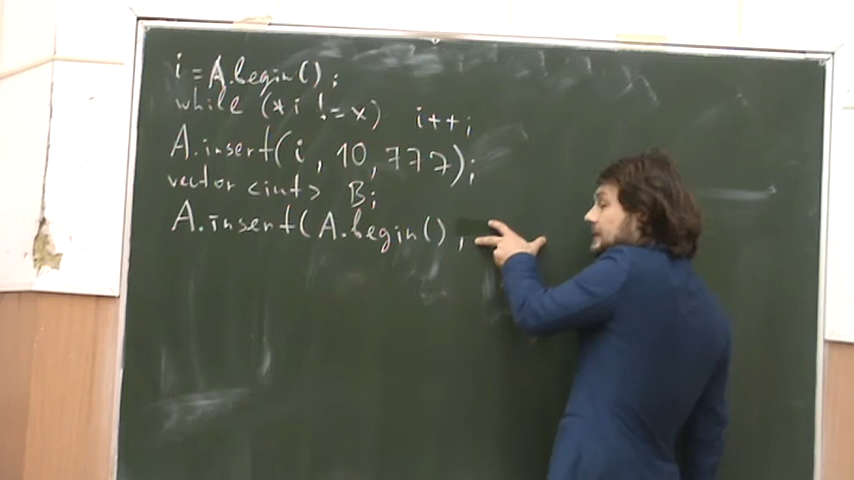 i = A.begin();
while (*i != x) i++;
A.insert(i, 10, 777);
vector <int> B;
A.insert(A.begin(),